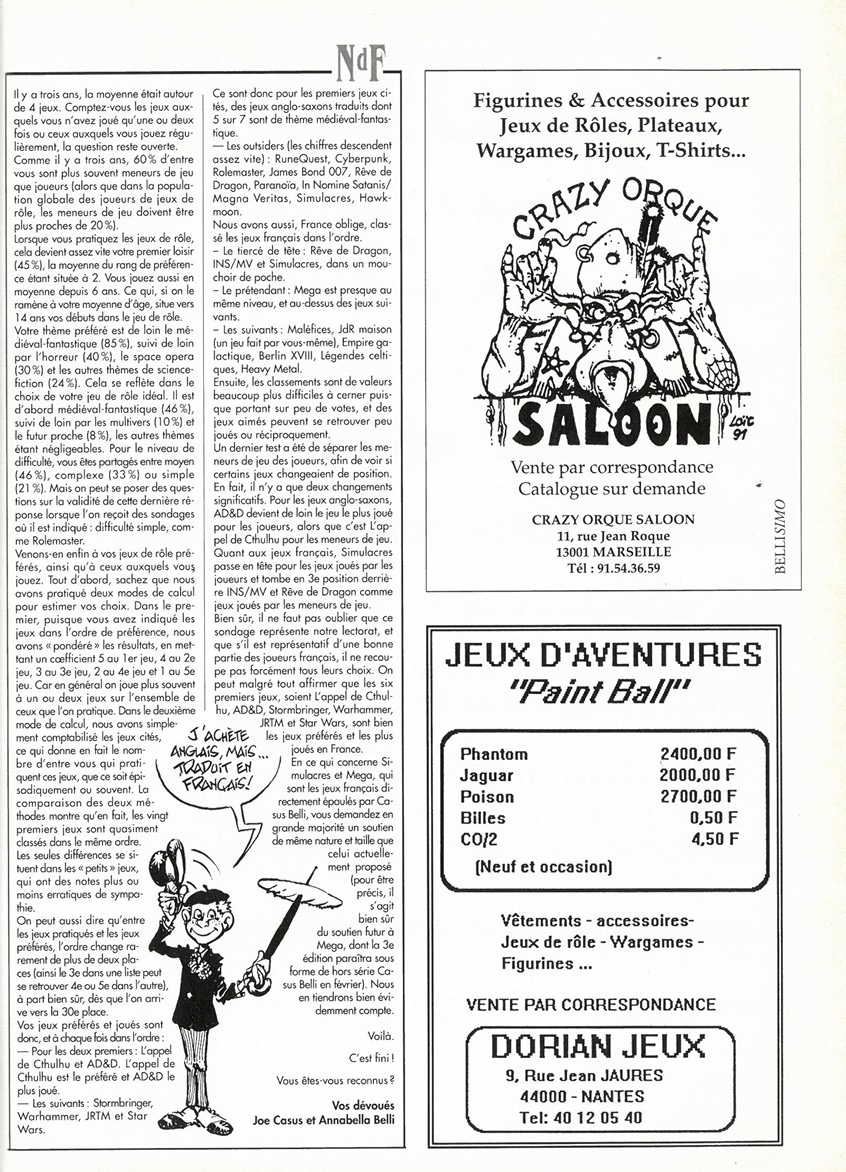 NdF
Il y a trois ans, la moyenne était autour
de 4 jeux. Comptez-vous les jeux aux-
quels vous n'avez joué qu'une ou deux
fois ou ceux auxquels vous jouez régu-
lièrement, la question reste ouverte.
Comme il y a trois ans, 60 % d'entre
vous sont plus souvent meneurs de jeu
que joueurs (alors que dans la popula-
tion globale des joueurs de jeux de
rôle, les meneurs de jeu doivent être
plus proches de 20 %).
Lorsque vous pratiquez les jeux de rôle,
cela devient assez vite votre premier loisir
(45 %), la moyenne du rang de préféren-
ce étant située à 2. Vous jouez aussi en
moyenne depuis 6 ans. Ce qui, si on le
ramène à votre moyenne d'âge, situe vers
14 ans vos débuts dans le jeu de rôle.
Votre thème préféré est de loin le mé-
diéval-fantastique (85 %), suivi de loin
par l'horreur (40 %), le space opera
(30 %) et les autres thèmes de science-
fiction (24 %). Cela se reflète dans le
choix de votre jeu de rôle idéal. Il est
d'abord médiéval-fantastique (46 %),
suivi de loin par les multivers (10 %) et
le futur proche (8 %), les autres thèmes
étant négligeables. Pour le niveau de
difficulté, vous êtes partagés entre moyen
(46 %), complexe (33 %) ou simple
(21 %). Mais on peut se poser des ques-
tions sur la validité de cette dernière ré-
ponse lorsque l'on reçoit des sondages
où il est indiqué : difficulté simple, com-
me Rolemaster.
Venons-en enfin à vos jeux de rôle pré-
férés, ainsi qu'à ceux auxquels vous
jouez. Tout d'abord, sachez que nous
avons pratiqué deux modes de calcul
pour estimer vos choix. Dans le pre-
mier, puisque vous avez indiqué les
jeux dans l'ordre de préférence, nous
avons « pondéré » les résultats, en met-
tant un cœfficient 5 au 1er jeu, 4 au 2e
jeu, 3 au 3e jeu, 2 au 4e jeu et 1 au 5e
jeu. Car en général on joue plus souvent
à un ou deux jeux sur l'ensemble de
ceux que l'on pratique. Dans le deuxième
mode de calcul, nous avons simple-
ment comptabilisé les jeux cités,
ce qui donne en fait le nom-
bre d'entre vous qui prati-
quent ces jeux, que ce soit épi-
sodiquement ou souvent. La
comparaison des deux mé-
thodes montre qu'en fait, les vingt
premiers jeux sont quasiment
classés dans le même ordre.
Les seules différences se si-
tuent dans les « petits » jeux,
qui ont des notes plus ou
moins erratiques de sympa-
thie.
On peut aussi dire qu'entre
les jeux pratiqués et les jeux
préférés, l'ordre change ra-
rement de plus de deux pla-
ces (ainsi le 3e dans une liste peut
se retrouver 4e ou 5e dans l'autre),
à part bien sûr, dès que l'on arri-
ve vers la 30e place.
Vos jeux préférés et joués sont
donc, et à chaque fois dans l'ordre :
— Pour les deux premiers : L'appel
de Cthulhu et AD&D. L'appel de
Cthulhu est le préféré et AD&D le
plus joué.
— Les suivants : Stormbringer,
Warhammer, JRTM et Star
Wars.
Ce sont donc pour les premiers jeux ci-
tés, des jeux anglo-saxons traduits dont
5 sur 7 sont de thème médiéval-fantas-
tique.
— Les outsiders (les chiffres descendent
assez vite) : RuneQuest, Cyberpunk,
Rolemaster, James Bond 007, Rêve de
Dragon, Paranoïa, In Nomine Satanis/
Magna Veritas, Simulacres, Hawk-
moon.
Nous avons aussi, France oblige, clas-
sé les jeux français dans l'ordre.
– Le tiercé de tête : Rêve de Dragon,
INS/MV et Simulacres, dans un mou-
choir de poche.
– Le prétendant : Mega est presque au
même niveau, et au-dessus des jeux sui-
vants.
– Les suivants : Maléfices, JdR maison
(un jeu fait par vous-même), Empire ga-
lactique, Berlin XVIII, Légendes celti-
ques, Heavy Metal.
Ensuite, les classements sont de valeurs
beaucoup plus difficiles à cerner puis-
que portant sur peu de votes, et des
jeux aimés peuvent se retrouver peu
joués ou réciproquement.
Un dernier test a été de séparer les me-
neurs de jeu des joueurs, afin de voir si
certains jeux changeaient de position.
En fait, il n'y a que deux changements
significatifs. Pour les jeux anglo-saxons,
AD&D devient de loin le jeu le plus joué
pour les joueurs, alors que c'est L'ap-
pel de Cthulhu pour les meneurs de jeu.
Quant aux jeux français, Simulacres
passe en tête pour les jeux joués par les
joueurs et tombe en 3e position derriè-
re INS/MV et Rêve de Dragon comme
jeux joués par les meneurs de jeu.
Bien sûr, il ne faut pas oublier que ce
sondage représente notre lectorat, et
que s'il est représentatif d'une bonne
partie des joueurs français, il ne recou-
pe pas forcément tous leurs choix. On
peut malgré tout affirmer que les six
premiers jeux, soient L'appel de Cthul-
hu, AD&D, Stormbringer, Warhammer,
JRTM et Star Wars, sont bien
les jeux préférés et les plus
joués en France.
En ce qui concerne Si-
mulacres et Mega, qui
sont les jeux français di-
rectement épaulés par Ca-
sus Belli, vous demandez en
grande majorité un soutien
de même nature et taille que
celui actuelle-
ment proposé
(pour être
précis, il
s'agit
bien sûr
du soutien futur à
Mega, dont la 3e
édition paraîtra sous
forme de hors série Ca-
sus Belli en février). Nous
en tiendrons bien évi-
demment compte.
Voilà.
C'est fini !
Vous êtes-vous reconnus ?
Vos dévoués
Joe Casus et Annabella Belli
J'ACHÈTE
ANGLAIS, MAIS...
TRADUIT EN
FRANÇAIS!
Figurines & Accessoires pour
Jeux de Rôles, Plateaux,
Wargames, Bijoux, T-Shirts...
CRAZY ORQUE
SALOON
LOÏC
91
Vente par correspondance
Catalogue sur demande
CRAZY ORQUE SALOON
11, rue Jean Roque
13001 MARSEILLE
Tél : 91.54.36.59
BELLISIMO
JEUX D'AVENTURES
"Paint Ball"
Phantom 2400,00 F
Jaguar 2000,00 F
Poison 2700,00 F
Billes 0,50 F
CO/2 4,50 F
(Neuf et occasion)
Vêtements - accessoires-
Jeux de rôle - Wargames -
Figurines ...
VENTE PAR CORRESPONDANCE
DORIAN JEUX
9, Rue Jean JAURES
44000 - NANTES
Tel: 40 12 05 40